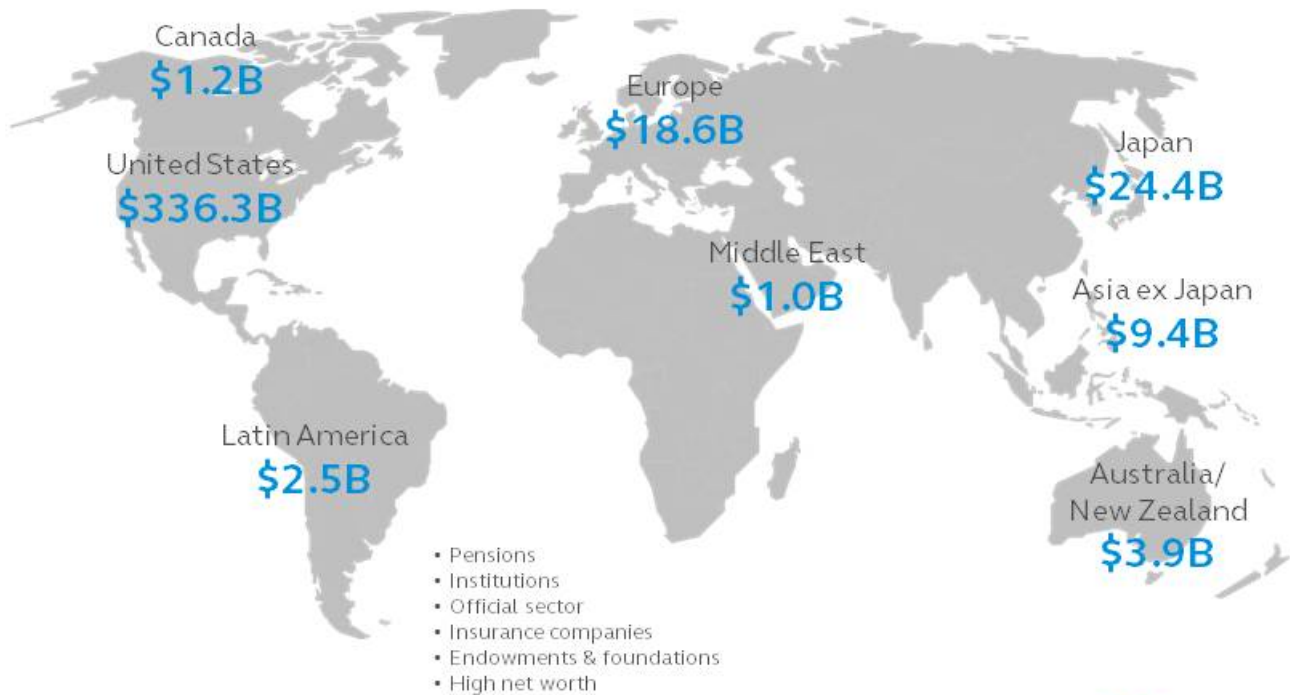 Canada
$1.2B
United States
$336.3B
Europe
$18.6B
Japan
$24.4B
Middle East
$1.0B
Asia ex Japan
$9.4B
Latin America
$2.5B
Australia/
New Zealand
$3.9B
• Pensions
• Institutions
• Official sector
• Insurance companies
• Endowments & foundations
• High net worth